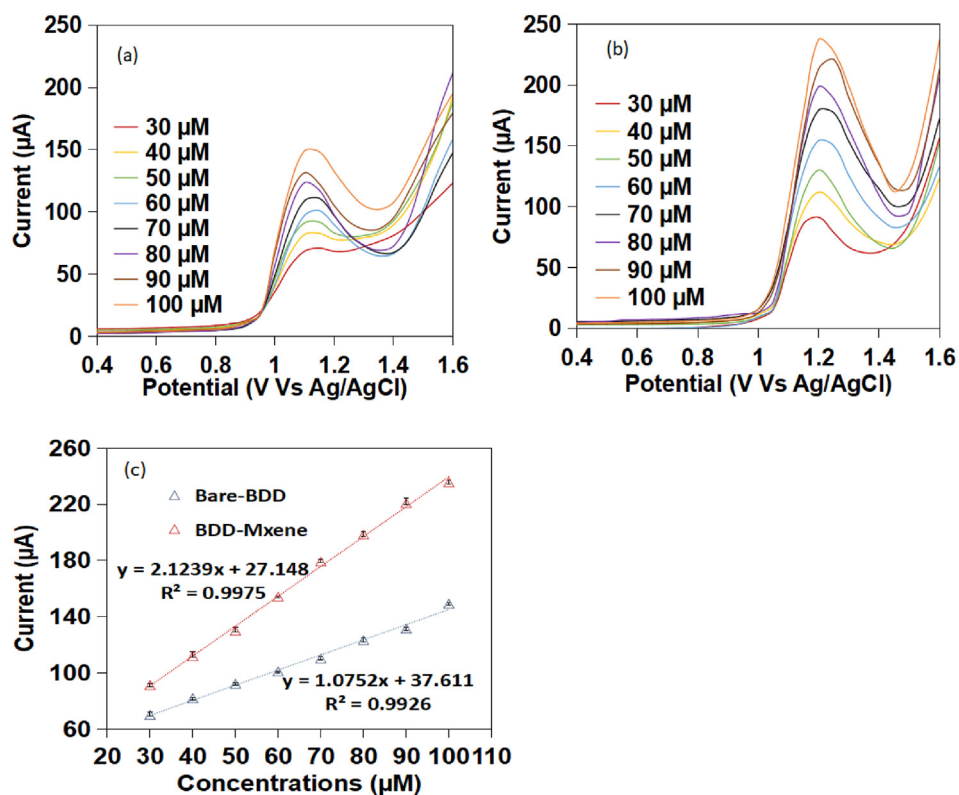 (a)
250
200
150
100
50
0
Current (µA)
30 µM
40 µM
50 µM
60 µM
70 µM
80 µM
90 µM
100 µM
0.4 0.6 0.8 1 1.2 1.4 1.6
Potential (V Vs Ag/AgCl)
(b)
250
200
150
100
50
0
Current (µA)
30 µM
40 µM
50 µM
60 µM
70 µM
80 µM
90 µM
100 µM
0.4 0.6 0.8 1 1.2 1.4 1.6
Potential (V Vs Ag/AgCl)
(c)
260
220
180
140
100
60
Current (µA)
Bare-BDD
BDD-Mxene
y = 2.1239x + 27.148
R² = 0.9975
y = 1.0752x + 37.611
R² = 0.9926
20 30 40 50 60 70 80 90 100 110
Concentrations (µM)